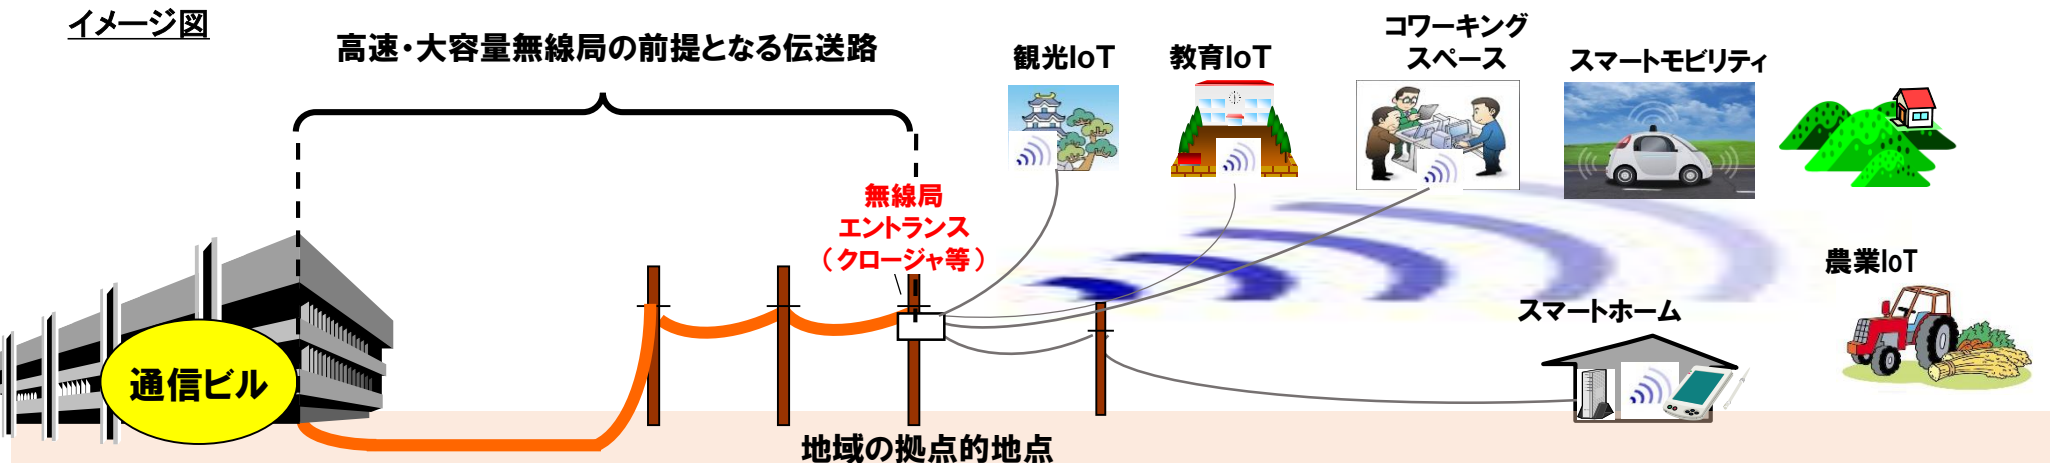 イメージ図
高速・大容量無線局の前提となる伝送路
観光IoT
教育IoT
コワーキング
スペース
スマートモビリティ
無線局
エントランス
（クロージャ等）
農業IoT
スマートホーム
通信ビル
地域の拠点的地点